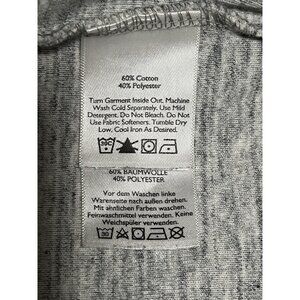 60% Cotton
40% Polyester
Turn Garment Inside Out. Machine
Wash Cold Separately. Use Mild
Detergent. Do Not Bleach. Do Not
Use Fabric Softeners. Tumble Dry
Low. Cool Iron As Desired.
60% BAUMWOLLE
40% POLYESTER
Vor dem Waschen linke
Warenseite nach außen drehen.
Mit ähnlichen Farben waschen.
Feinwaschmittel verwenden. Keine
Weichspüler verwenden.